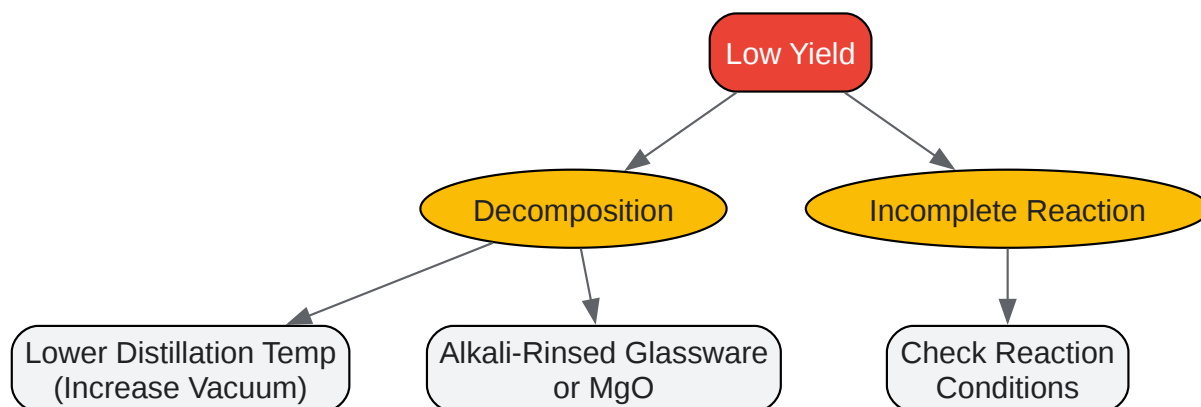 Low Yield
Decomposition
Incomplete Reaction
Lower Distillation Temp
(Increase Vacuum)
Alkali-Rinsed Glassware
or MgO
Check Reaction
Conditions